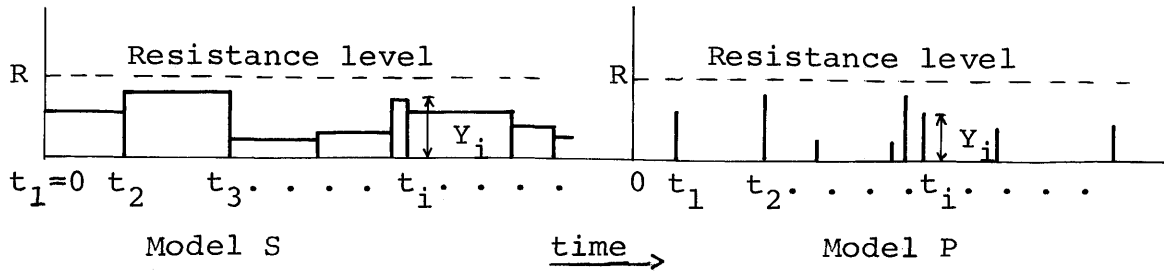 Resistance level Resistance level
R R
Y_i Y_i
t_1=0 t_2 t_3. . . . t_i. . . . 0 t_1 t_2. . . . t_i. . . .
Model S time Model P